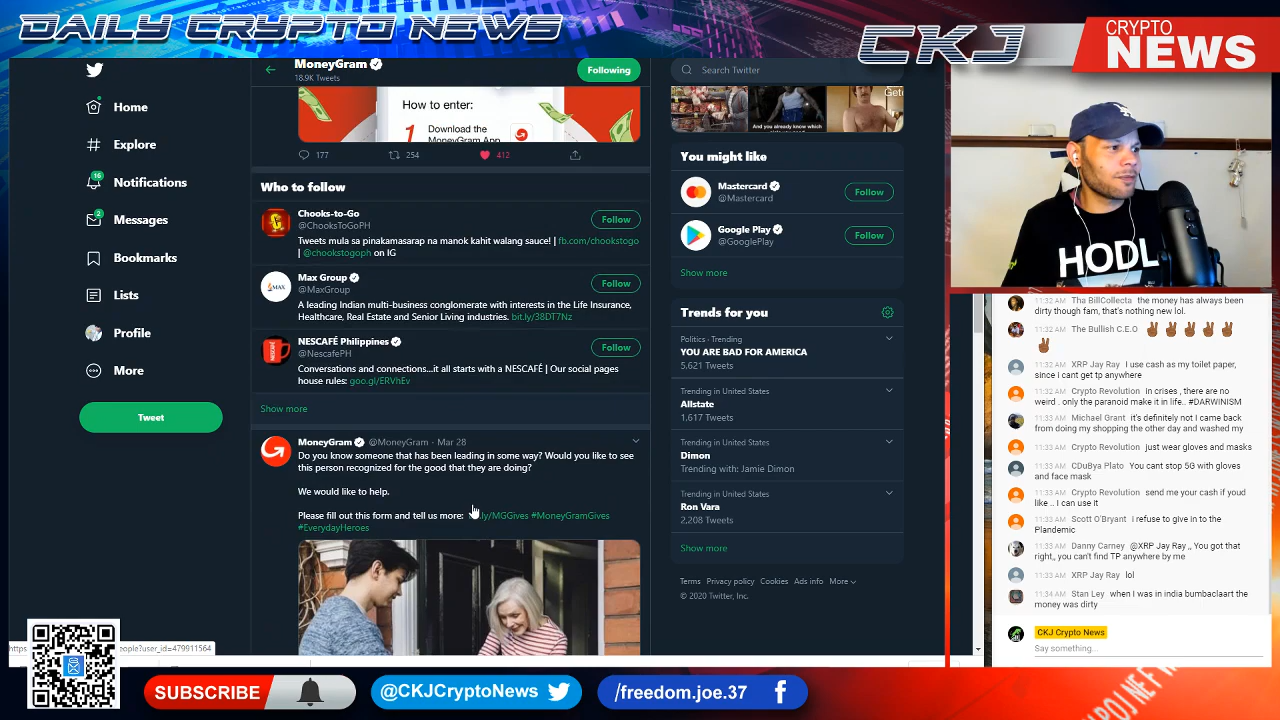 DAILY CRYPTO NEWS
CKJ
CRYPTO
NEWS
MoneyGram
18.9K Tweets
Following
Search Twitter
Home
Explore
16
Notifications
2
Messages
Bookmarks
Lists
Profile
More
Tweet
How to enter:
1 Download the
MoneyGram App
177
254
412
Who to follow
Chooks-to-Go
@ChooksToGoPH
Follow
Tweets mula sa pinakamasarap na manok kahit walang sauce! | fb.com/chookstogo
| @chookstogoph on IG
Max Group
@MaxGroup
Follow
A leading Indian multi-business conglomerate with interests in the Life Insurance,
Healthcare, Real Estate and Senior Living industries. bit.ly/38DT7Nz
NESCAFÉ Philippines
@NescafePH
Follow
Conversations and connections...it all starts with a NESCAFÉ | Our social pages
house rules: goo.gl/ERVhEv
Show more
MoneyGram @MoneyGram · Mar 28
Do you know someone that has been leading in some way? Would you like to see
this person recognized for the good that they are doing?
We would like to help.
Please fill out this form and tell us more: .ly/MGGives #MoneyGramGives
#EverydayHeroes
And you already know which
Get
You might like
Mastercard
@Mastercard
Follow
Google Play
@GooglePlay
Follow
Show more
Trends for you
Politics · Trending
YOU ARE BAD FOR AMERICA
5,621 Tweets
Trending in United States
Allstate
1,617 Tweets
Trending in United States
Dimon
Trending with: Jamie Dimon
Trending in United States
Ron Vara
2,208 Tweets
Show more
Terms Privacy policy Cookies Ads info More
© 2020 Twitter, Inc.
HODL
11:32 AM Tha BillCollecta the money has always been
dirty though fam, that's nothing new lol.
11:32 AM The Bullish C.E.O
11:32 AM XRP Jay Ray I use cash as my toilet paper,
since i cant get tp anywhere
11:32 AM Crypto Revolution in crises , there are no
weird . only the paranoid make it in life.. #DARWINISM
11:33 AM Michael Grant it's definitely not I came back
from doing my shopping the other day and washed my
11:33 AM Crypto Revolution just wear gloves and masks
11:33 AM CDuBya Plato You cant stop 5G with gloves
and face mask
11:33 AM Crypto Revolution send me your cash if youd
like .. I can use it
11:33 AM Scott O'Bryant I refuse to give in to the
Plandemic
11:33 AM Danny Carney @XRP Jay Ray ,, You got that
right,, you can't find TP anywhere by me
11:33 AM XRP Jay Ray lol
11:34 AM Stan Ley when I was in india bumbaclaart the
money was dirty
CKJ Crypto News
Say something...
https eople?user_id=479911564
SUBSCRIBE
@CKJCryptoNews
/freedom.joe.37